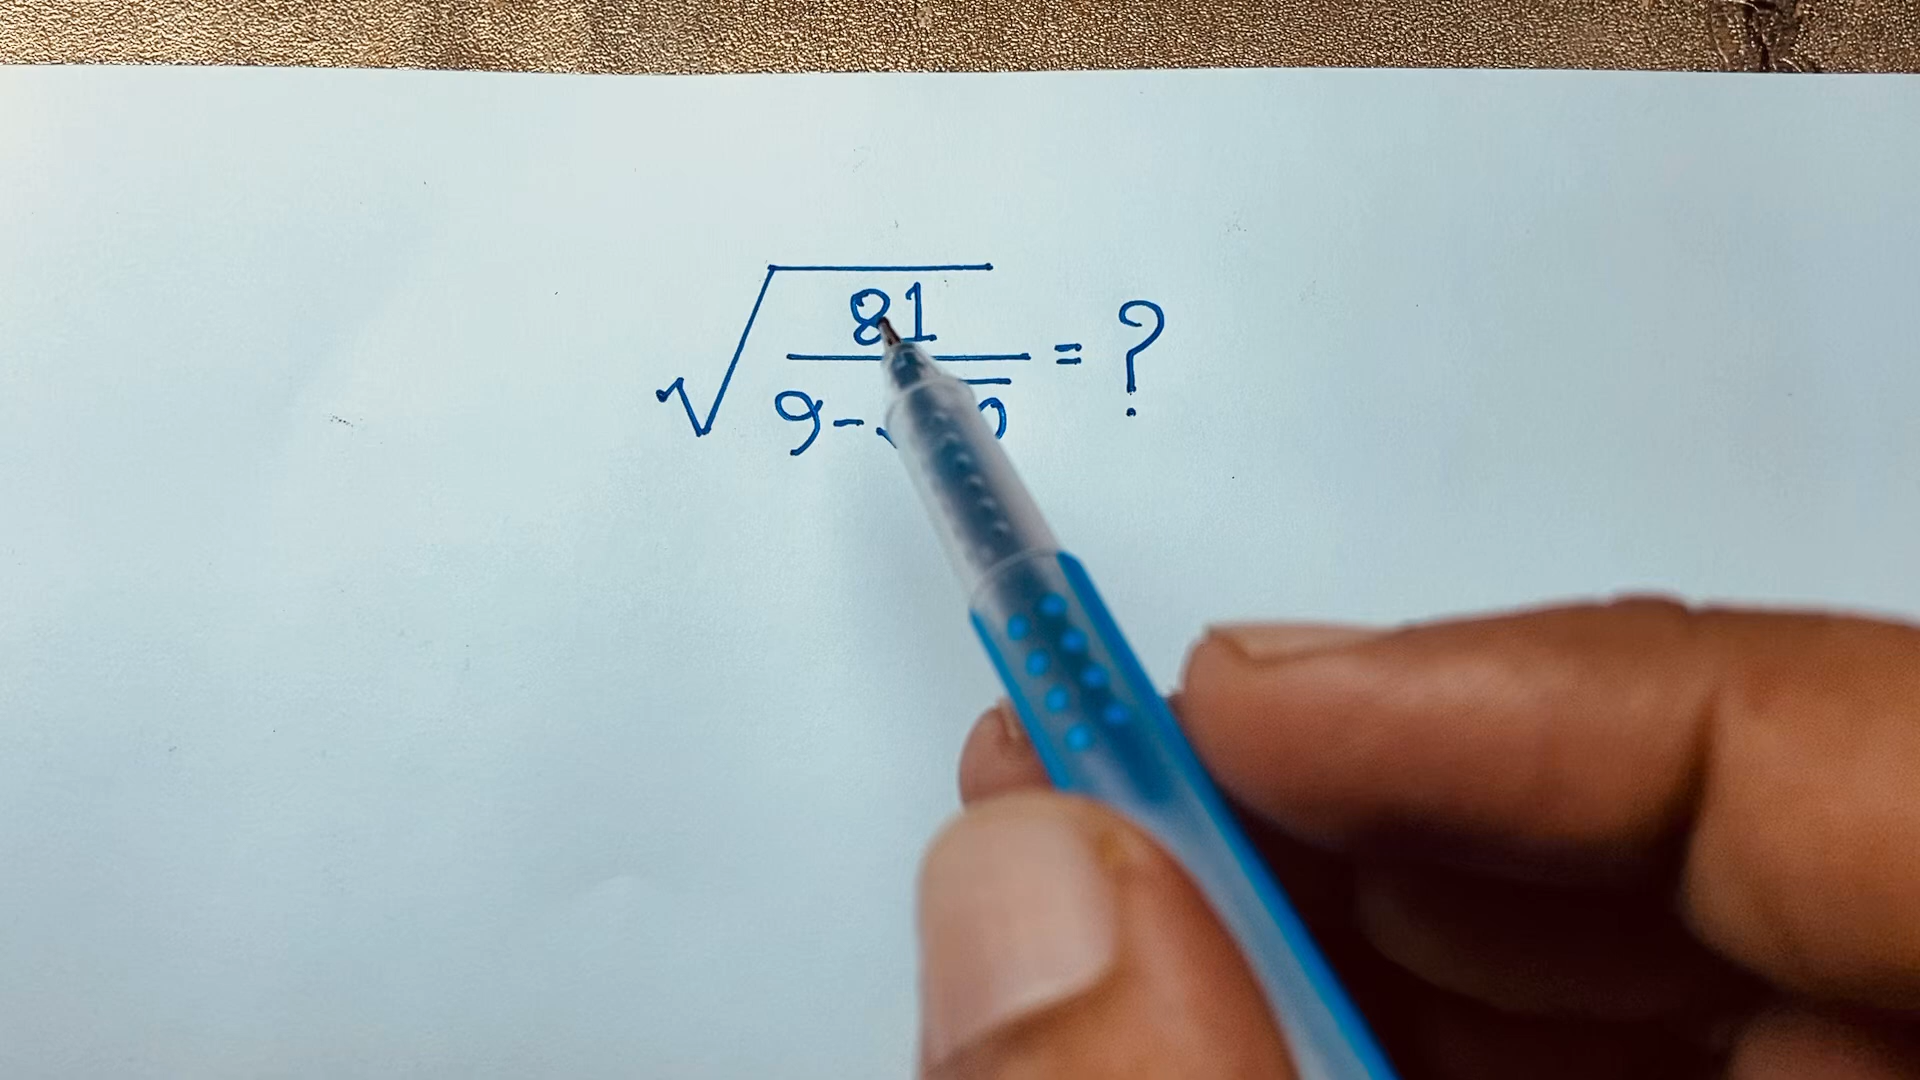 √(81 / 9-√) = ?